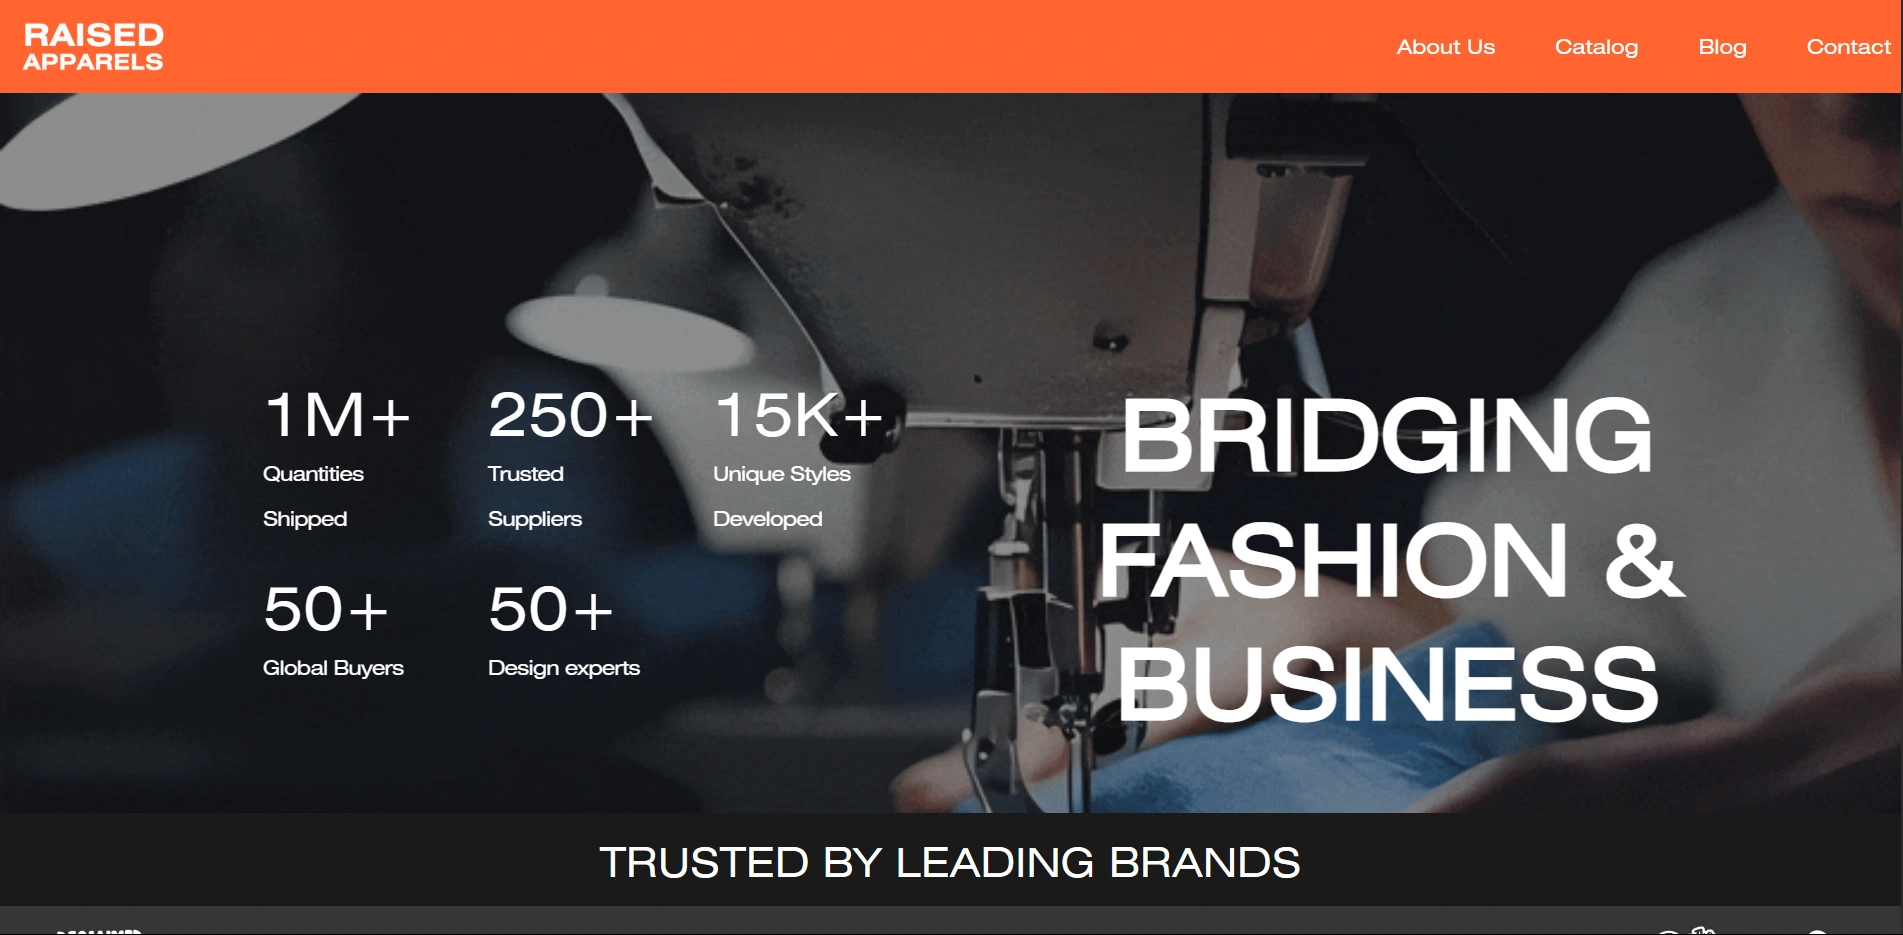 RAISED
APPARELS
About Us
Catalog
Blog
Contact
1M+
Quantities
Shipped
250+
Trusted
Suppliers
15K+
Unique Styles
Developed
50+
Global Buyers
50+
Design experts
BRIDGING
FASHION &
BUSINESS
TRUSTED BY LEADING BRANDS